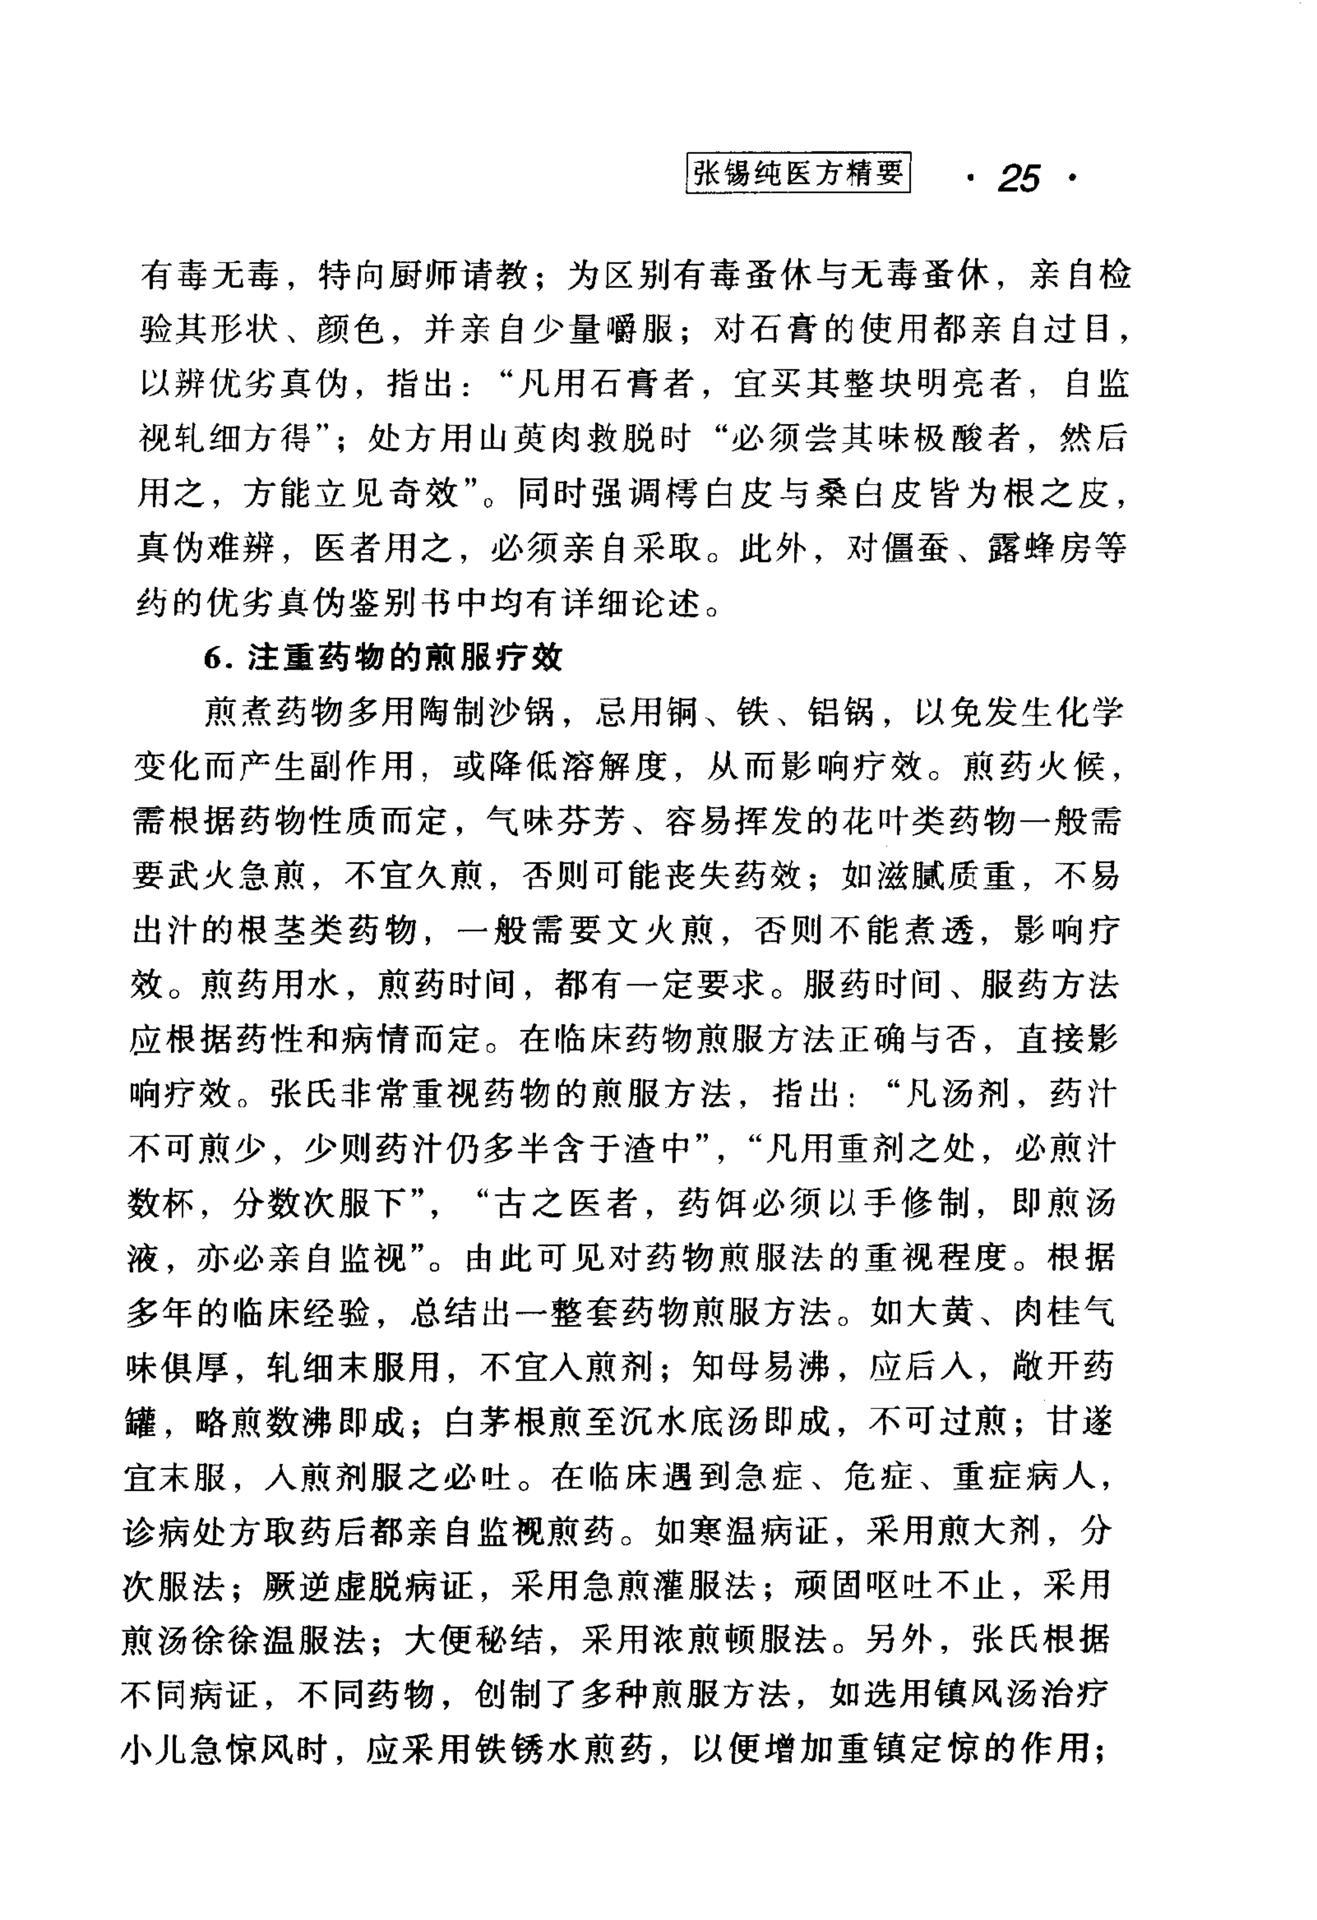 张锡纯医方精要 · 25 ·
有毒无毒，特向厨师请教；为区别有毒蚤休与无毒蚤休，亲自检
验其形状、颜色，并亲自少量嚼服；对石膏的使用都亲自过目，
以辨优劣真伪，指出：“凡用石膏者，宜买其整块明亮者，自监
视轧细方得”；处方用山萸肉救脱时“必须尝其味极酸者，然后
用之，方能立见奇效”。同时强调樗白皮与桑白皮皆为根之皮，
真伪难辨，医者用之，必须亲自采取。此外，对僵蚕、露蜂房等
药的优劣真伪鉴别书中均有详细论述。
6. 注重药物的煎服疗效
煎煮药物多用陶制沙锅，忌用铜、铁、铝锅，以免发生化学
变化而产生副作用，或降低溶解度，从而影响疗效。煎药火候，
需根据药物性质而定，气味芬芳、容易挥发的花叶类药物一般需
要武火急煎，不宜久煎，否则可能丧失药效；如滋腻质重，不易
出汁的根茎类药物，一般需要文火煎，否则不能煮透，影响疗
效。煎药用水，煎药时间，都有一定要求。服药时间、服药方法
应根据药性和病情而定。在临床药物煎服方法正确与否，直接影
响疗效。张氏非常重视药物的煎服方法，指出：“凡汤剂，药汁
不可煎少，少则药汁仍多半含于渣中”，“凡用重剂之处，必煎汁
数杯，分数次服下”，“古之医者，药饵必须以手修制，即煎汤
液，亦必亲自监视”。由此可见对药物煎服法的重视程度。根据
多年的临床经验，总结出一整套药物煎服方法。如大黄、肉桂气
味俱厚，轧细末服用，不宜入煎剂；知母易沸，应后入，敞开药
罐，略煎数沸即成；白茅根煎至沉水底汤即成，不可过煎；甘遂
宜末服，入煎剂服之必吐。在临床遇到急症、危症、重症病人，
诊病处方取药后都亲自监视煎药。如寒温病证，采用煎大剂，分
次服法；厥逆虚脱病证，采用急煎灌服法；顽固呕吐不止，采用
煎汤徐徐温服法；大便秘结，采用浓煎顿服法。另外，张氏根据
不同病证，不同药物，创制了多种煎服方法，如选用镇风汤治疗
小儿急惊风时，应采用铁锈水煎药，以便增加重镇定惊的作用；